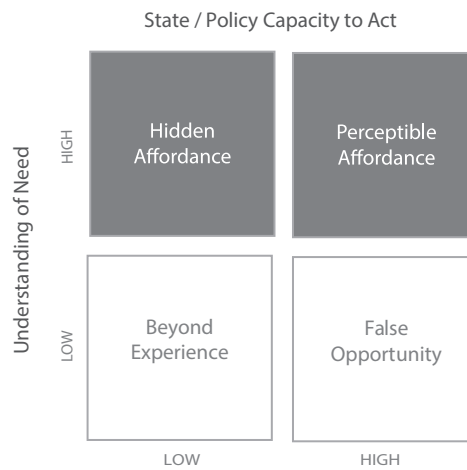 State / Policy Capacity to Act
Understanding of Need
HIGH
Hidden
Affordance
Perceptible
Affordance
LOW
Beyond
Experience
False
Opportunity
LOW
HIGH